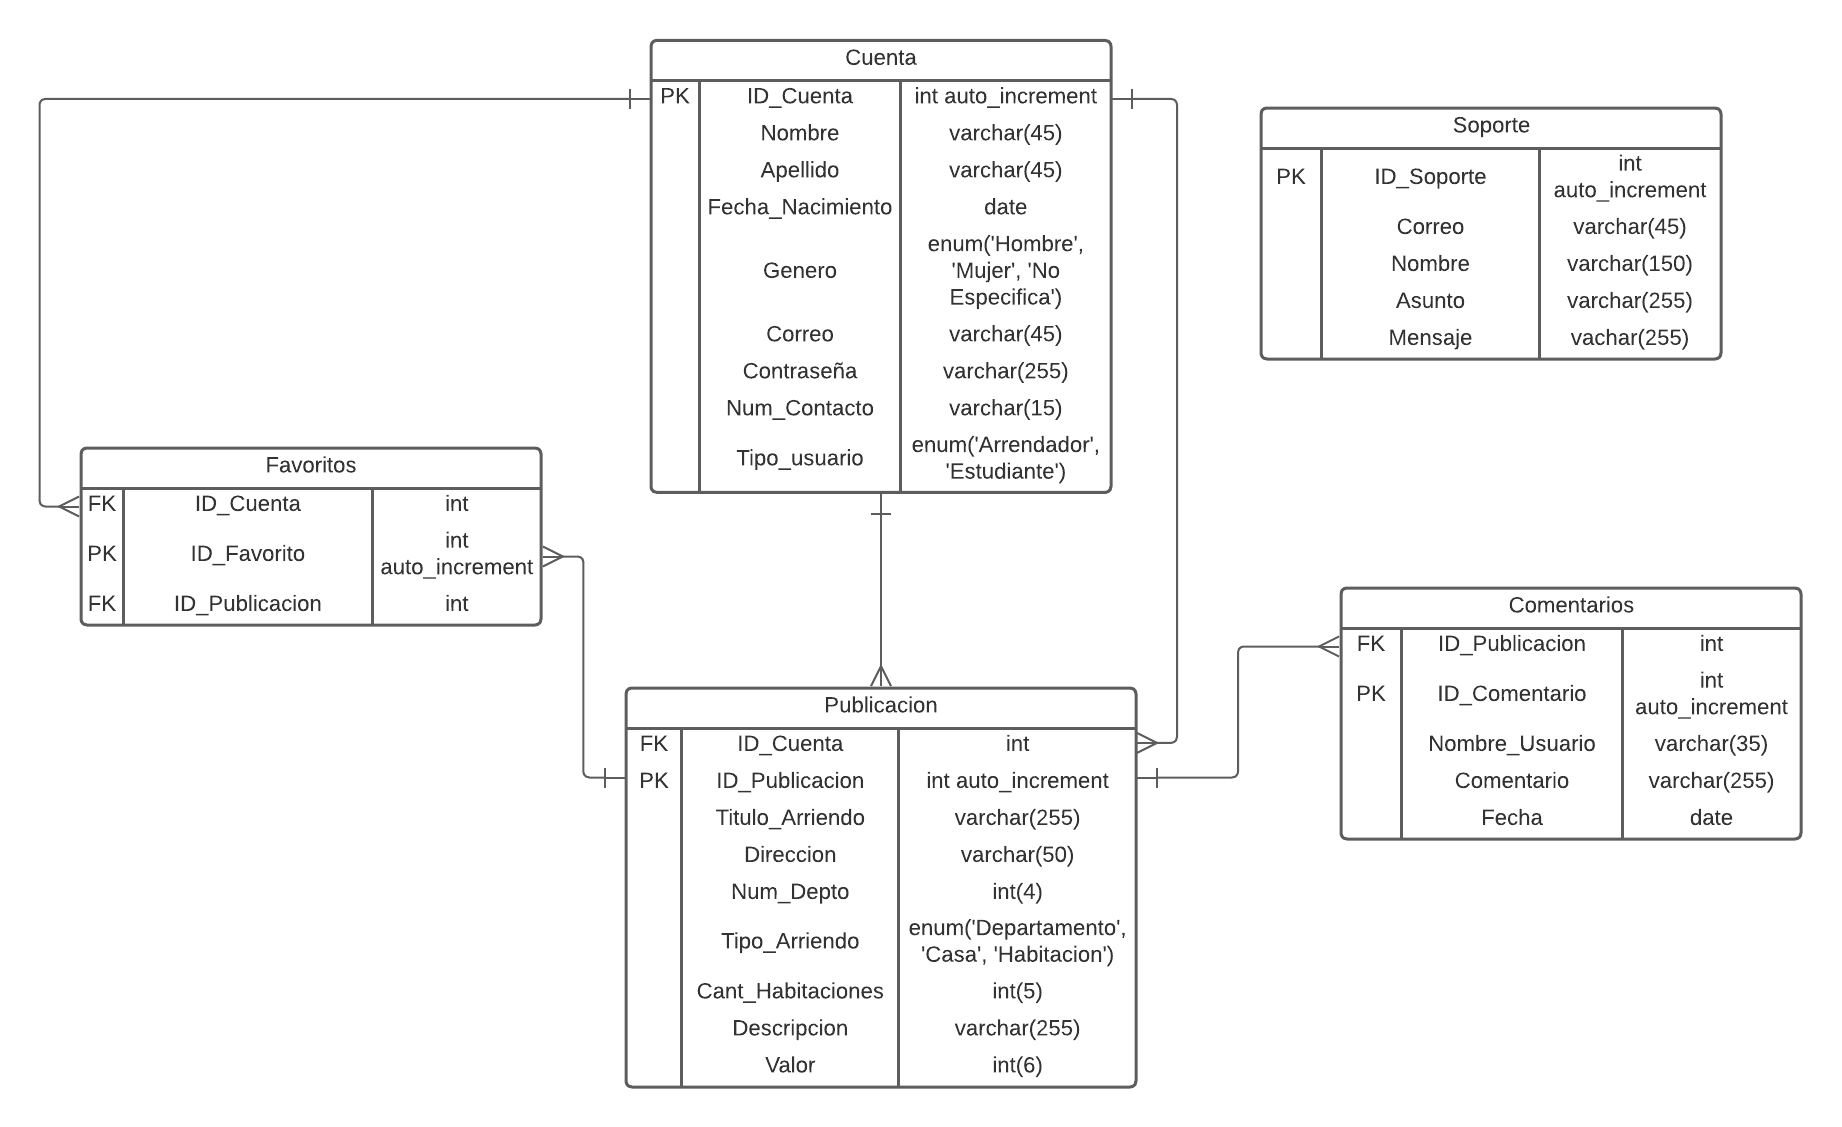 Cuenta
PK ID_Cuenta int auto_increment
Nombre varchar(45)
Apellido varchar(45)
Fecha_Nacimiento date
Genero enum('Hombre',
'Mujer', 'No
Especifica')
Correo varchar(45)
Contraseña varchar(255)
Num_Contacto varchar(15)
Tipo_usuario enum('Arrendador',
'Estudiante')
Soporte
PK ID_Soporte int
auto_increment
Correo varchar(45)
Nombre varchar(150)
Asunto varchar(255)
Mensaje vachar(255)
Favoritos
FK ID_Cuenta int
PK ID_Favorito int
auto_increment
FK ID_Publicacion int
Publicacion
FK ID_Cuenta int
PK ID_Publicacion int auto_increment
Titulo_Arriendo varchar(255)
Direccion varchar(50)
Num_Depto int(4)
Tipo_Arriendo enum('Departamento',
'Casa', 'Habitacion')
Cant_Habitaciones int(5)
Descripcion varchar(255)
Valor int(6)
Comentarios
FK ID_Publicacion int
PK ID_Comentario int
auto_increment
Nombre_Usuario varchar(35)
Comentario varchar(255)
Fecha date